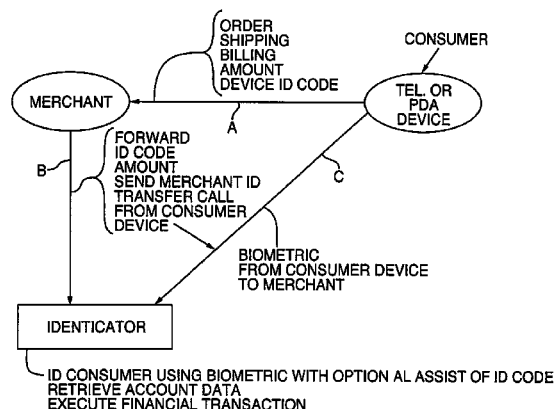 ORDER
SHIPPING
BILLING
AMOUNT
DEVICE ID CODE
CONSUMER
MERCHANT
TEL. OR
PDA
DEVICE
A
B
FORWARD
ID CODE
AMOUNT
SEND MERCHANT ID
TRANSFER CALL
FROM CONSUMER
DEVICE
C
BIOMETRIC
FROM CONSUMER DEVICE
TO MERCHANT
IDENTICATOR
ID CONSUMER USING BIOMETRIC WITH OPTION AL ASSIST OF ID CODE
RETRIEVE ACCOUNT DATA
EXECUTE FINANCIAL TRANSACTION